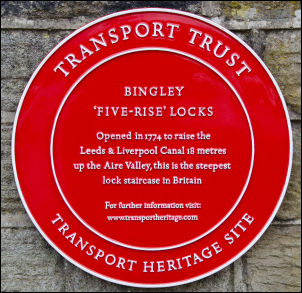 TRANSPORT TRUST
BINGLEY
'FIVE-RISE' LOCKS
Opened in 1774 to raise the
Leeds & Liverpool Canal 18 metres
up the Aire Valley, this is the steepest
lock staircase in Britain
For further information visit:
www.transportheritage.com
TRANSPORT HERITAGE SITE